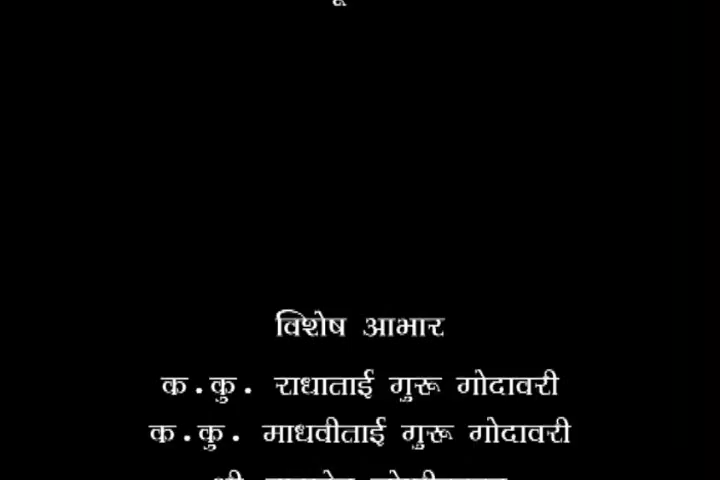 विशेष आभार
क.कु. राधाताई गुरू गोदावरी
क.कु. माधवीताई गुरू गोदावरी
श्री